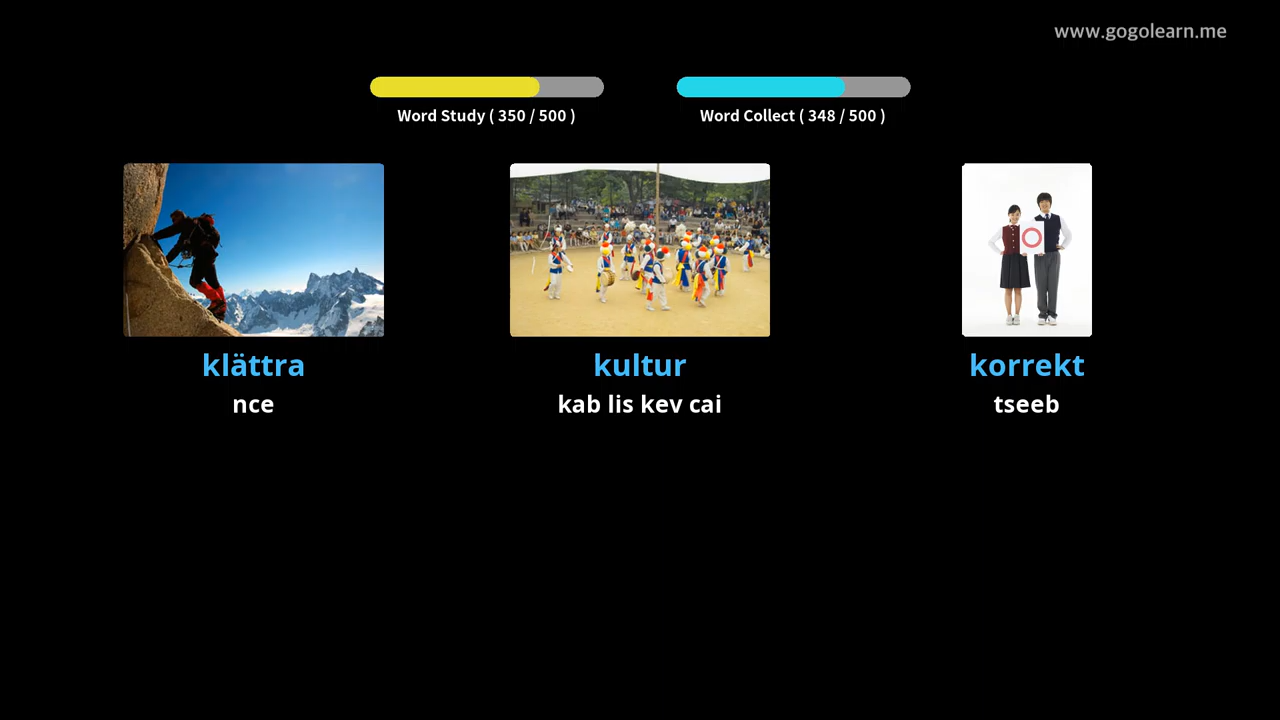 www.gogolearn.me
Word Study ( 350 / 500 )
Word Collect ( 348 / 500 )
klättra
kultur
korrekt
nce
kab lis kev cai
tseeb